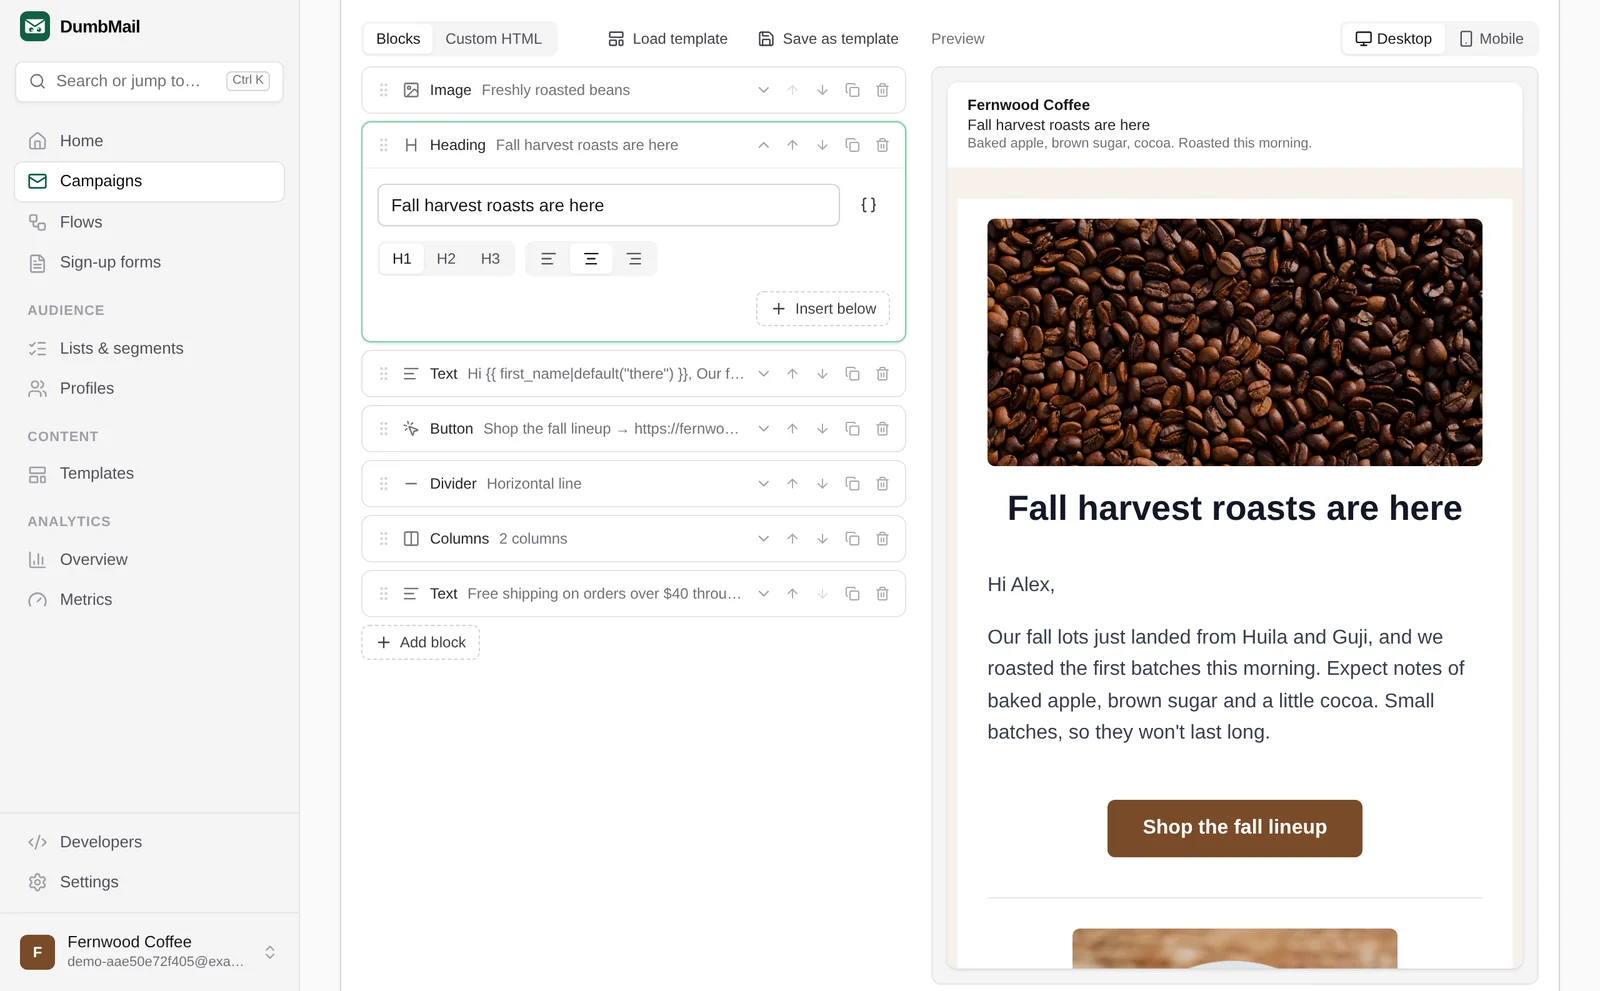 DumbMail
Search or jump to…
Ctrl K
Home
Campaigns
Flows
Sign-up forms
AUDIENCE
Lists & segments
Profiles
CONTENT
Templates
ANALYTICS
Overview
Metrics
Developers
Settings
F
Fernwood Coffee
demo-aae50e72f405@exa…
Blocks
Custom HTML
Load template
Save as template
Image Freshly roasted beans
H Heading Fall harvest roasts are here
Fall harvest roasts are here
{}
H1 H2 H3
Insert below
Text Hi {{ first_name|default("there") }}, Our f…
Button Shop the fall lineup → https://fernwo…
Divider Horizontal line
Columns 2 columns
Text Free shipping on orders over $40 throu…
Add block
Preview
Desktop
Mobile
Fernwood Coffee
Fall harvest roasts are here
Baked apple, brown sugar, cocoa. Roasted this morning.
Fall harvest roasts are here
Hi Alex,
Our fall lots just landed from Huila and Guji, and we
roasted the first batches this morning. Expect notes of
baked apple, brown sugar and a little cocoa. Small
batches, so they won't last long.
Shop the fall lineup